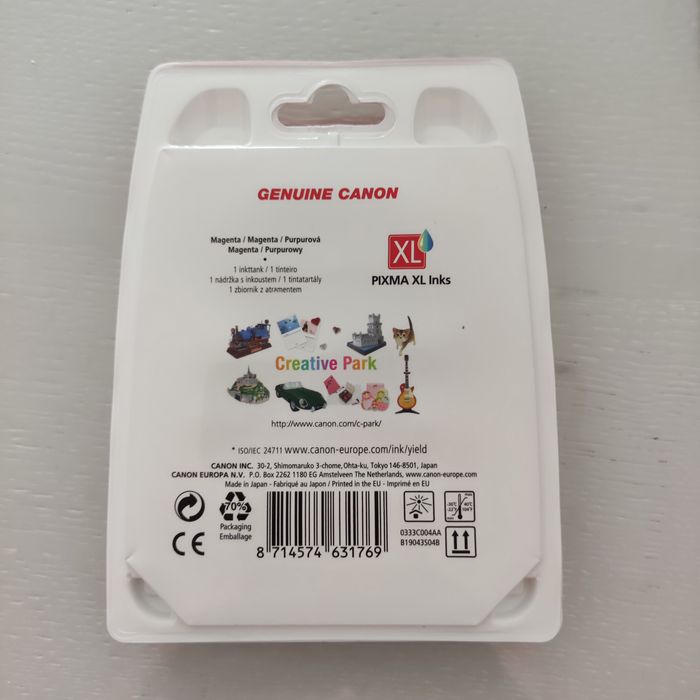 GENUINE CANON
Magenta / Magenta / Purpurová
Magenta / Purpurowy
•
1 inkttank / 1 tinteiro
1 nádržka s inkoustem / 1 tintatartály
1 zbiornik z atramentem
XL
PIXMA XL Inks
Creative Park
http://www.canon.com/c-park/
* ISO/IEC 24711 www.canon-europe.com/ink/yield
CANON INC. 30-2, Shimomaruko 3-chome, Ohta-ku, Tokyo 146-8501, Japan
CANON EUROPA N.V. P.O. Box 2262 1180 EG Amstelveen The Netherlands, www.canon-europe.com
Made in Japan - Fabriqué au Japon / Printed in the EU - Imprimé en EU
70%
Packaging
Emballage
CE
8 714574 631769
0333C004AA
B19043S04B